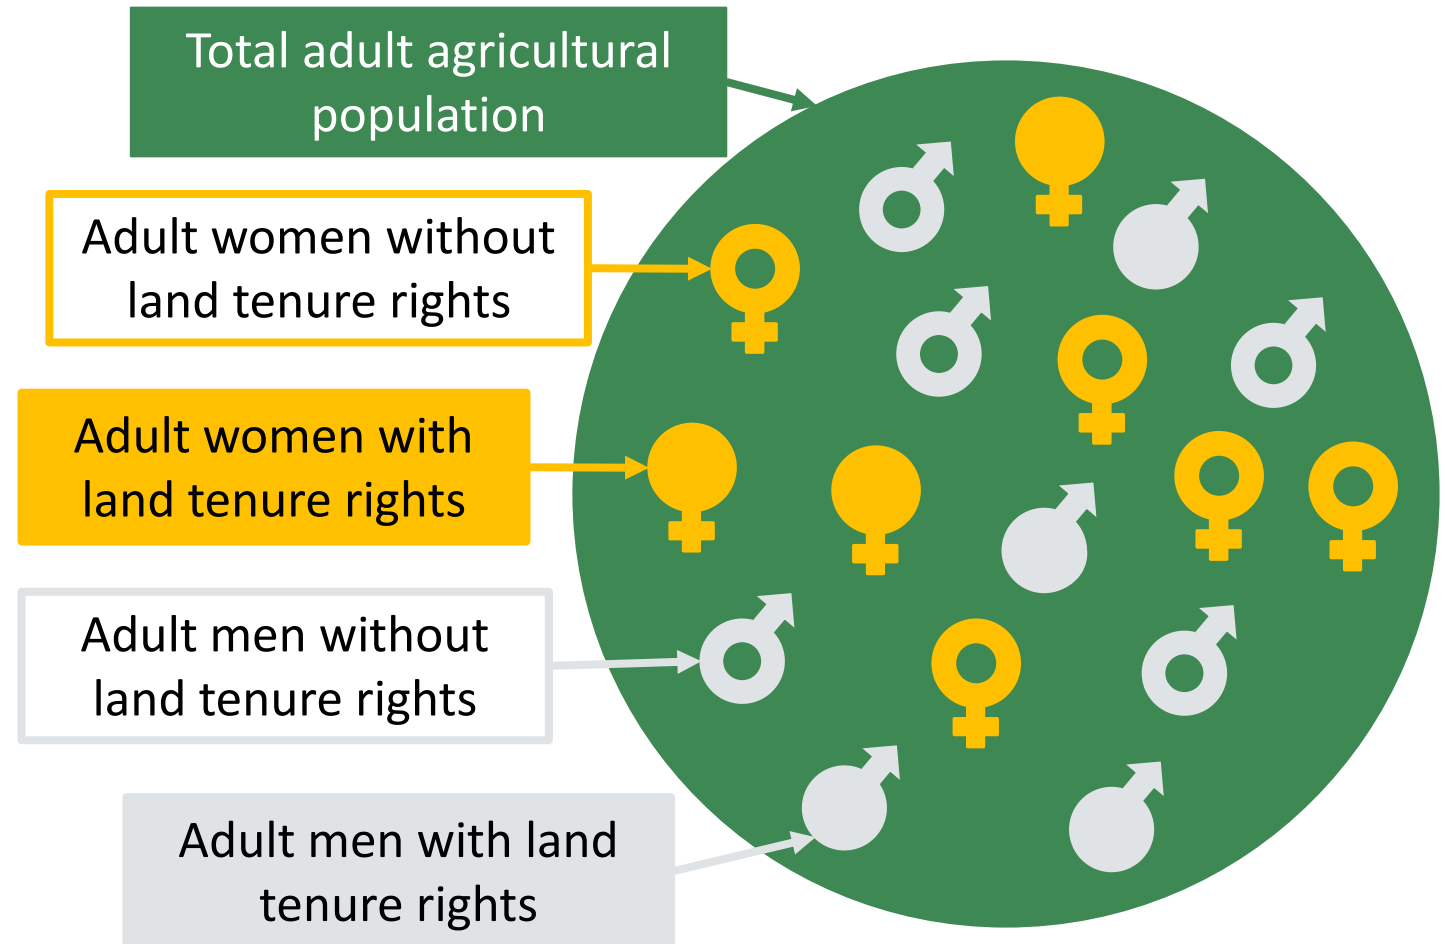 Total adult agricultural
population
Adult women without
land tenure rights
Adult women with
land tenure rights
Adult men without
land tenure rights
Adult men with land
tenure rights